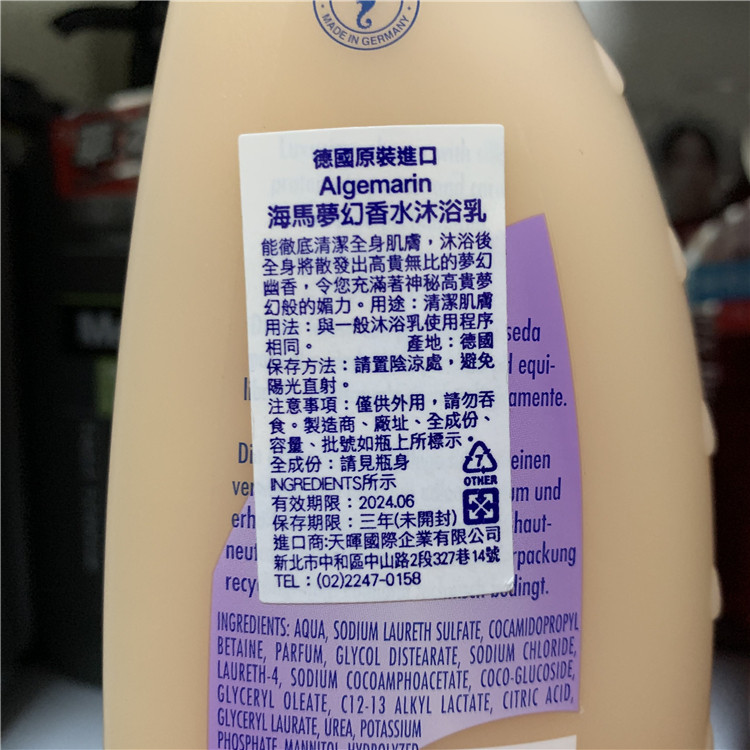 MADE IN GERMANY
德國原裝進口
Algemarin
海馬夢幻香水沐浴乳
能徹底清潔全身肌膚，沐浴後
全身將散發出高貴無比的夢幻
幽香，令您充滿著神秘高貴夢
幻般的媚力。用途：清潔肌膚
用法：與一般沐浴乳使用程序
相同。 產地：德國
保存方法：請置陰涼處，避免
陽光直射。
注意事項：僅供外用，請勿吞
食。製造商、廠址、全成份、
容量、批號如瓶上所標示。
全成份：請見瓶身
INGREDIENTS所示
有效期限：2024.06
保存期限：三年(未開封)
進口商:天暉國際企業有限公司
新北市中和區中山路2段327巷14號
TEL：(02)2247-0158
7
OTHER
seda
equi-
amente.
einen
um und
haut-
packung
bedingt.
Di
ver
erh
neu
recy
INGREDIENTS: AQUA, SODIUM LAURETH SULFATE, COCAMIDOPROPYL
BETAINE, PARFUM, GLYCOL DISTEARATE, SODIUM CHLORIDE,
LAURETH-4, SODIUM COCOAMPHOACETATE, COCO-GLUCOSIDE,
GLYCERYL OLEATE, C12-13 ALKYL LACTATE, CITRIC ACID,
GLYCERYL LAURATE, UREA, POTASSIUM
PHOSPHATE, MANNITOL, HYDROLYZED